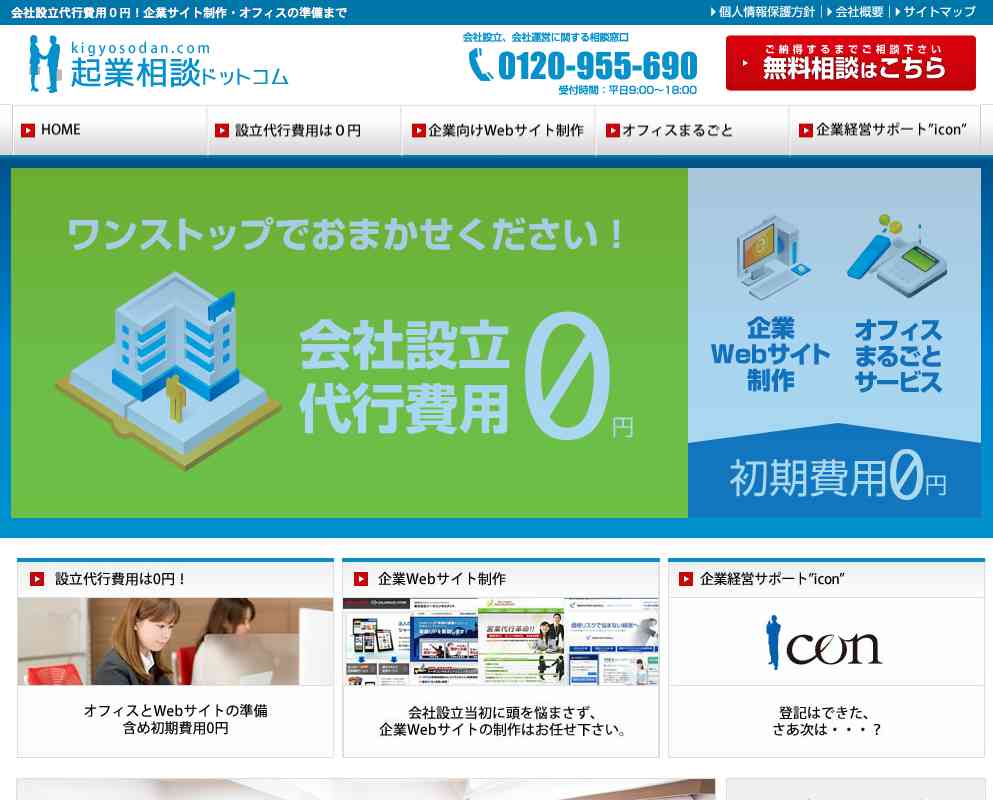 会社設立代行費用０円！企業サイト制作・オフィスの準備まで
個人情報保護方針
会社概要
サイトマップ
kigyosodan.com
起業相談ドットコム
会社設立、会社運営に関する相談窓口
0120-955-690
受付時間：平日9:00〜18:00
ご納得するまでご相談下さい
無料相談はこちら
HOME
設立代行費用は０円
企業向けWebサイト制作
オフィスまるごと
企業経営サポート”icon”
ワンストップでおまかせください！
会社設立
代行費用0円
企業
Webサイト
制作
オフィス
まるごと
サービス
初期費用0円
設立代行費用は0円！
企業Webサイト制作
企業経営サポート”icon”
営業代行革命!!
icon
オフィスとWebサイトの準備
含め初期費用0円
会社設立当初に頭を悩まさず、
企業Webサイトの制作はお任せ下さい。
登記はできた、
さあ次は・・・？